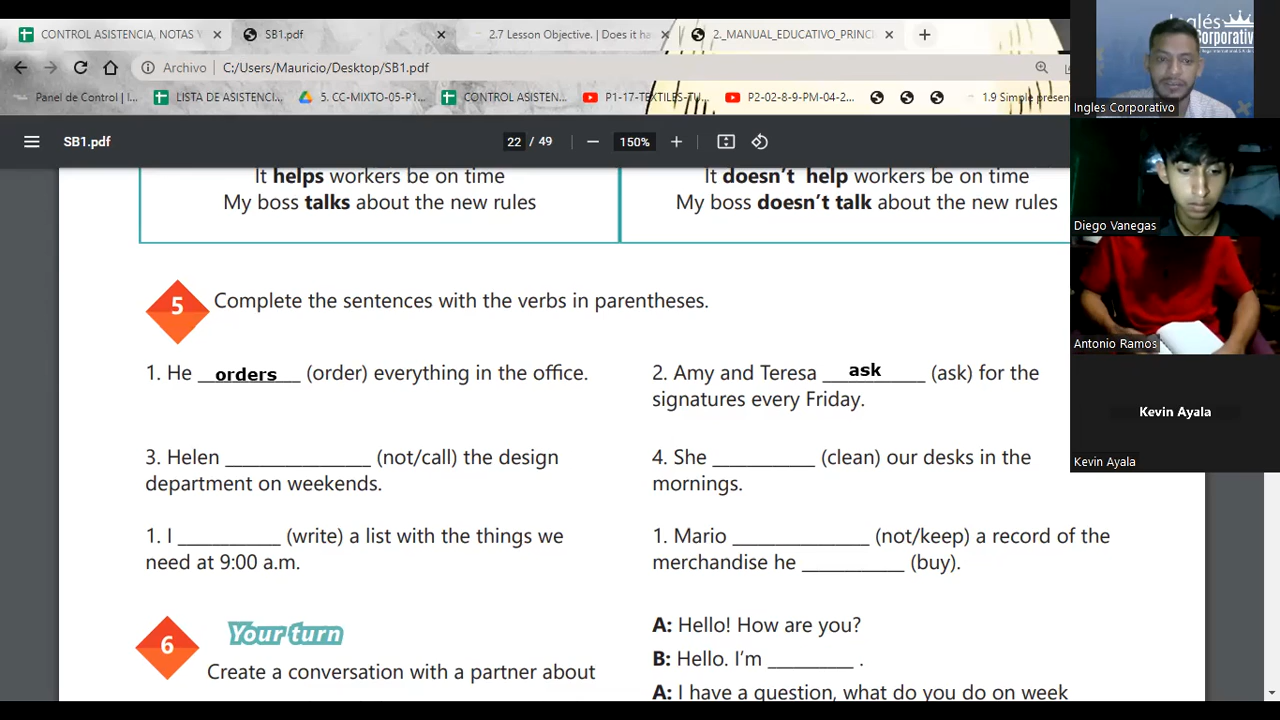 CONTROL ASISTENCIA, NOTAS Y
SB1.pdf
2.7 Lesson Objective. | Does it ha
2._MANUAL_EDUCATIVO_PRINCI
Archivo
C:/Users/Mauricio/Desktop/SB1.pdf
Panel de Control | I...
LISTA DE ASISTENCI...
5. CC-MIXTO-05-P1...
CONTROL ASISTEN...
P1-17-TEXTILES-TU...
P2-02-8-9-PM-04-2...
1.9 Simple presen
SB1.pdf
22 / 49
150%
It helps workers be on time
My boss talks about the new rules
It doesn't help workers be on time
My boss doesn't talk about the new rules
5
Complete the sentences with the verbs in parentheses.
1. He __orders__ (order) everything in the office.
2. Amy and Teresa __ask__ (ask) for the
signatures every Friday.
3. Helen ______________ (not/call) the design
department on weekends.
4. She __________ (clean) our desks in the
mornings.
1. I __________ (write) a list with the things we
need at 9:00 a.m.
1. Mario _____________ (not/keep) a record of the
merchandise he __________ (buy).
6
Your turn
Create a conversation with a partner about
A: Hello! How are you?
B: Hello. I'm ________ .
A: I have a question, what do you do on week
Inglés
Corporativ
Ingles Corporativo
Diego Vanegas
Antonio Ramos
Kevin Ayala
Kevin Ayala